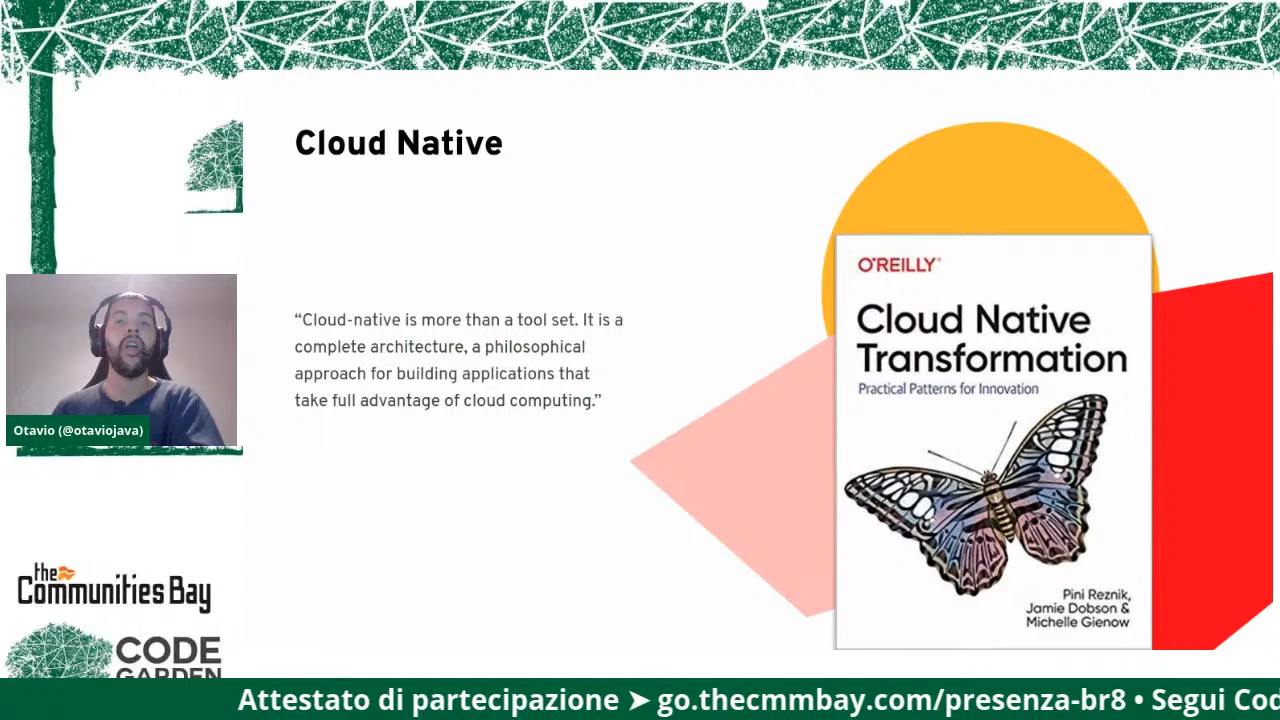 Cloud Native
“Cloud-native is more than a tool set. It is a
complete architecture, a philosophical
approach for building applications that
take full advantage of cloud computing.”
O'REILLY®
Cloud Native
Transformation
Practical Patterns for Innovation
Pini Reznik,
Jamie Dobson &
Michelle Gienow
Otavio (@otaviojava)
the
Communities Bay
CODE
GARDEN
Attestato di partecipazione ➤ go.thecmmbay.com/presenza-br8 • Segui Cod